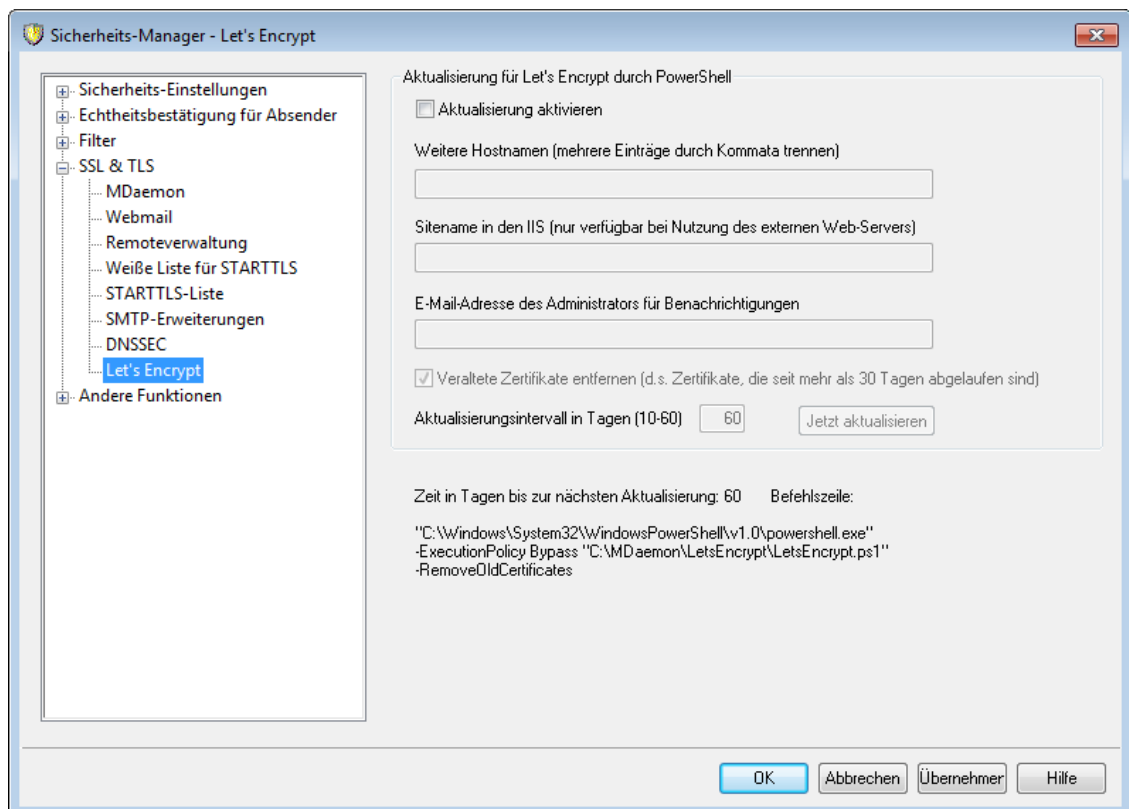 Sicherheits-Manager - Let's Encrypt
Sicherheits-Einstellungen
Echtheitsbestätigung für Absender
Filter
SSL & TLS
MDaemon
Webmail
Remoteverwaltung
Weiße Liste für STARTTLS
STARTTLS-Liste
SMTP-Erweiterungen
DNSSEC
Let's Encrypt
Andere Funktionen
Aktualisierung für Let's Encrypt durch PowerShell
Aktualisierung aktivieren
Weitere Hostnamen (mehrere Einträge durch Kommata trennen)
Sitename in den IIS (nur verfügbar bei Nutzung des externen Web-Servers)
E-Mail-Adresse des Administrators für Benachrichtigungen
Veraltete Zertifikate entfernen (d.s. Zertifikate, die seit mehr als 30 Tagen abgelaufen sind)
Aktualisierungsintervall in Tagen (10-60) 60 Jetzt aktualisieren
Zeit in Tagen bis zur nächsten Aktualisierung: 60 Befehlszeile:
"C:\Windows\System32\WindowsPowerShell\v1.0\powershell.exe"
-ExecutionPolicy Bypass "C:\MDaemon\LetsEncrypt\LetsEncrypt.ps1"
-RemoveOldCertificates
OK Abbrechen Übernehmer Hilfe